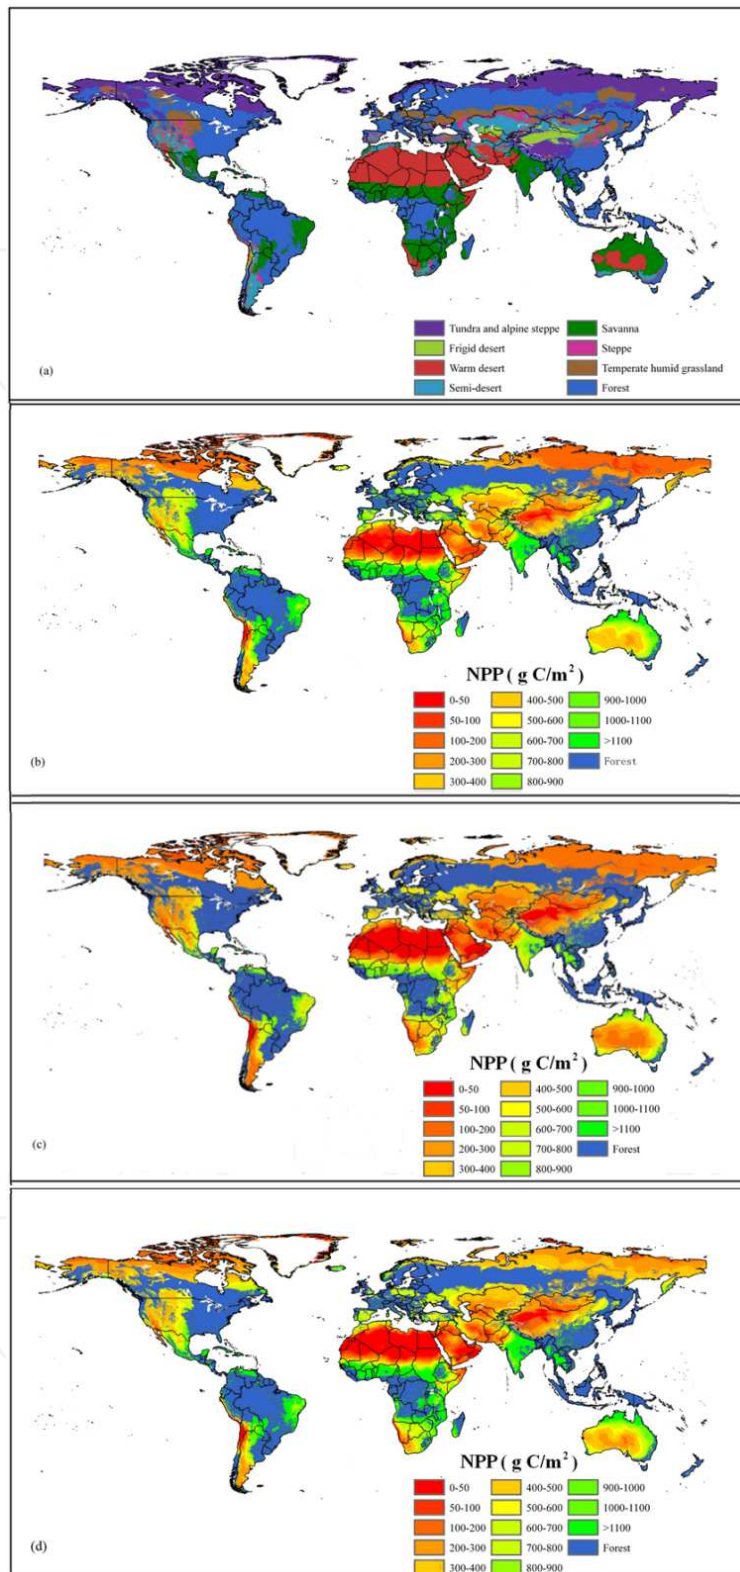 Tundra and alpine steppe
Savanna
Frigid desert
Steppe
Warm desert
Temperate humid grassland
Semi-desert
Forest
(a)
NPP ( g C/m² )
0-50
400-500
900-1000
50-100
500-600
1000-1100
100-200
600-700
>1100
200-300
700-800
Forest
300-400
800-900
(b)
NPP ( g C/m² )
0-50
400-500
900-1000
50-100
500-600
1000-1100
100-200
600-700
>1100
200-300
700-800
Forest
300-400
800-900
(c)
NPP ( g C/m² )
0-50
400-500
900-1000
50-100
500-600
1000-1100
100-200
600-700
>1100
200-300
700-800
Forest
300-400
800-900
(d)